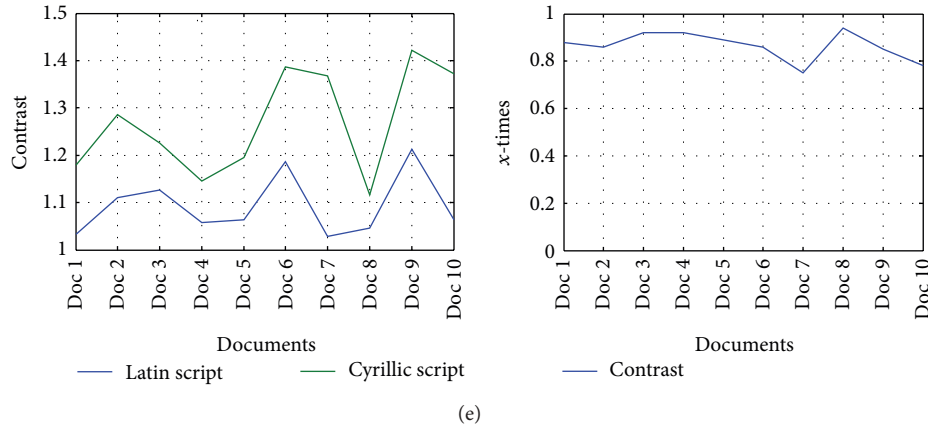 1.5
1.4
1.3
1.2
1.1
1
Contrast
Doc 1
Doc 2
Doc 3
Doc 4
Doc 5
Doc 6
Doc 7
Doc 8
Doc 9
Doc 10
Documents
Latin script
Cyrillic script
1
0.8
0.6
0.4
0.2
0
x-times
Doc 1
Doc 2
Doc 3
Doc 4
Doc 5
Doc 6
Doc 7
Doc 8
Doc 9
Doc 10
Documents
Contrast
(e)